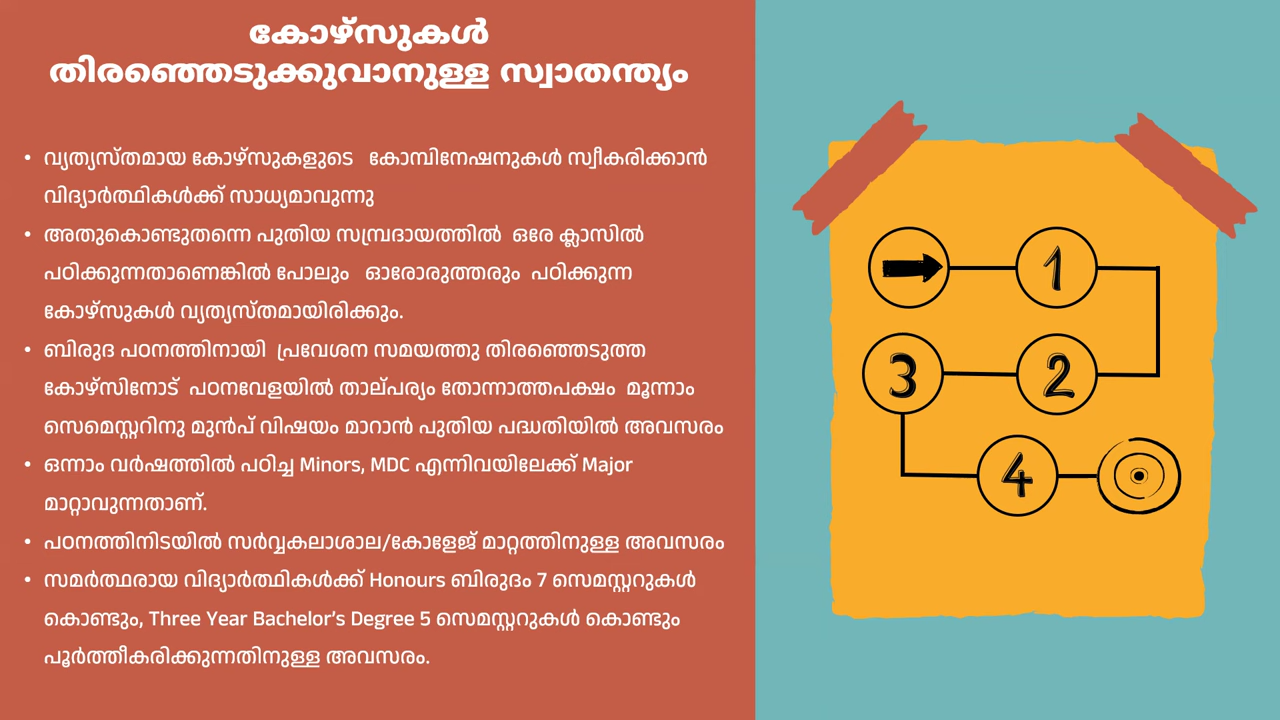 കോഴ്സുകൾ
തിരഞ്ഞെടുക്കുവാനുള്ള സ്വാതന്ത്ര്യം
• വ്യത്യസ്തമായ കോഴ്സുകളുടെ കോമ്പിനേഷനുകൾ സ്വീകരിക്കാൻ
വിദ്യാർത്ഥികൾക്ക് സാധ്യമാവുന്നു
• അതുകൊണ്ടുതന്നെ പുതിയ സമ്പ്രദായത്തിൽ ഒരേ ക്ലാസിൽ
പഠിക്കുന്നതാണെങ്കിൽ പോലും ഓരോരുത്തരും പഠിക്കുന്ന
കോഴ്സുകൾ വ്യത്യസ്തമായിരിക്കും.
• ബിരുദ പഠനത്തിനായി പ്രവേശന സമയത്തു തിരഞ്ഞെടുത്ത
കോഴ്സിനോട് പഠനവേളയിൽ താല്പര്യം തോന്നാത്തപക്ഷം മൂന്നാം
സെമെസ്റ്ററിനു മുൻപ് വിഷയം മാറാൻ പുതിയ പദ്ധതിയിൽ അവസരം
• ഒന്നാം വർഷത്തിൽ പഠിച്ച Minors, MDC എന്നിവയിലേക്ക് Major
മാറ്റാവുന്നതാണ്.
• പഠനത്തിനിടയിൽ സർവ്വകലാശാല/കോളേജ് മാറ്റത്തിനുള്ള അവസരം
• സമർത്ഥരായ വിദ്യാർത്ഥികൾക്ക് Honours ബിരുദം 7 സെമസ്റ്ററുകൾ
കൊണ്ടും, Three Year Bachelor’s Degree 5 സെമസ്റ്ററുകൾ കൊണ്ടും
പൂർത്തീകരിക്കുന്നതിനുള്ള അവസരം.
1
3 2
4